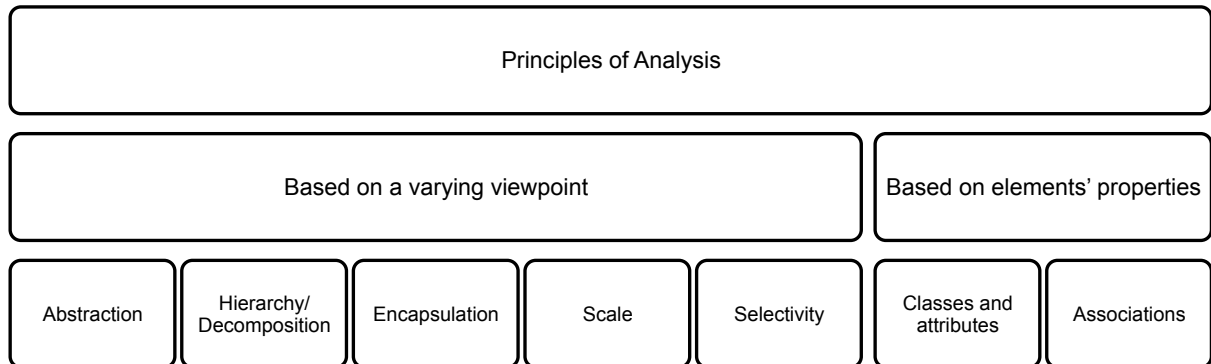 Principles of Analysis
Based on a varying viewpoint
Based on elements’ properties
Abstraction
Hierarchy/
Decomposition
Encapsulation
Scale
Selectivity
Classes and
attributes
Associations